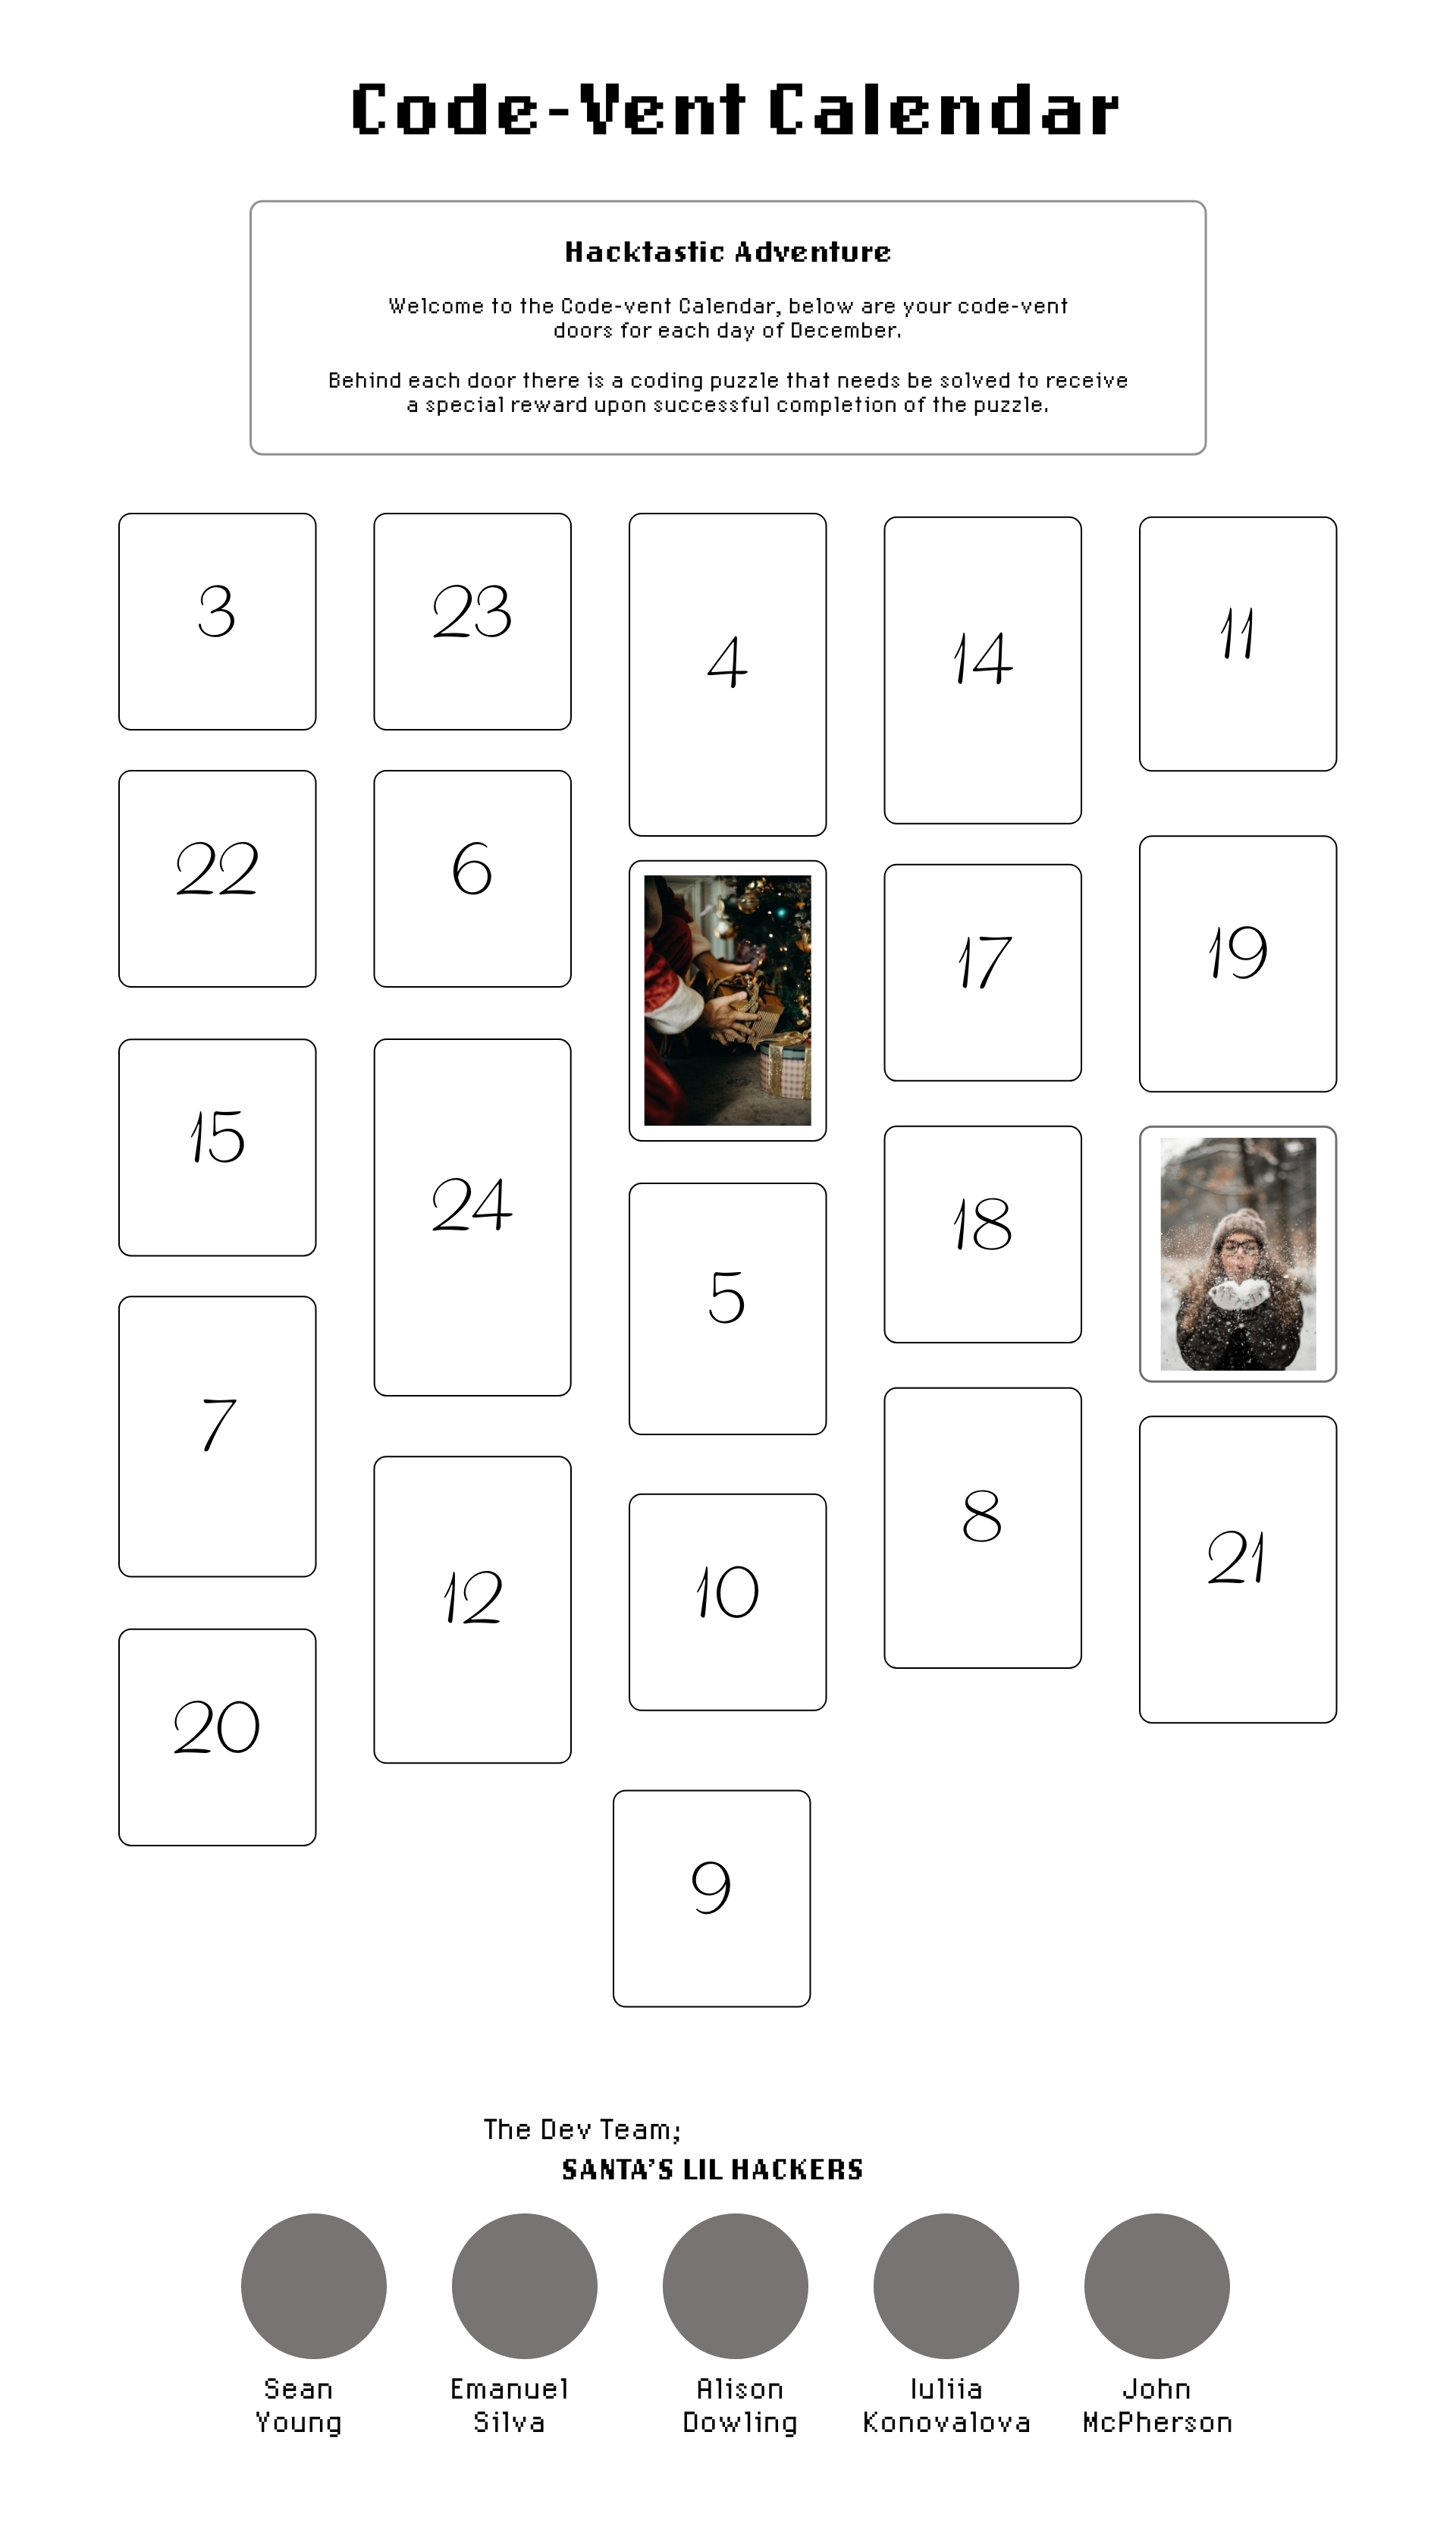 Code-Vent Calendar
Hacktastic Adventure
Welcome to the Code-vent Calendar, below are your code-vent
doors for each day of December.
Behind each door there is a coding puzzle that needs be solved to receive
a special reward upon successful completion of the puzzle.
3
23
4
14
11
22
6
17
19
15
24
5
18
7
12
10
8
21
20
9
The Dev Team;
SANTA'S LIL HACKERS
Sean
Young
Emanuel
Silva
Alison
Dowling
Iuliia
Konovalova
John
McPherson